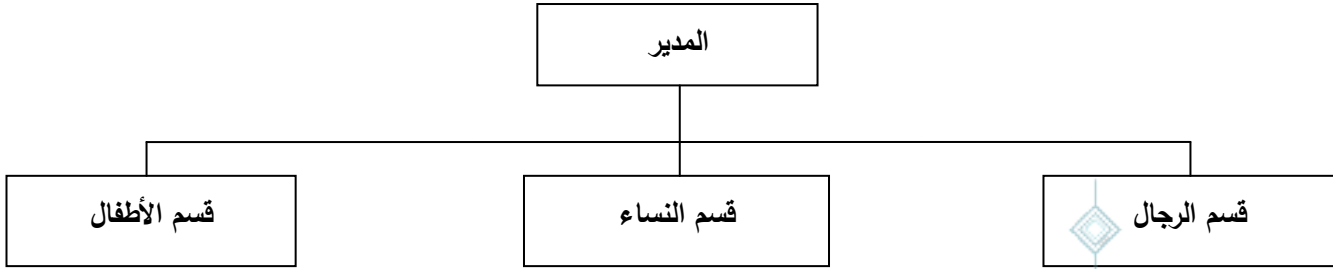 المدير
قسم الرجال
قسم النساء
قسم الأطفال